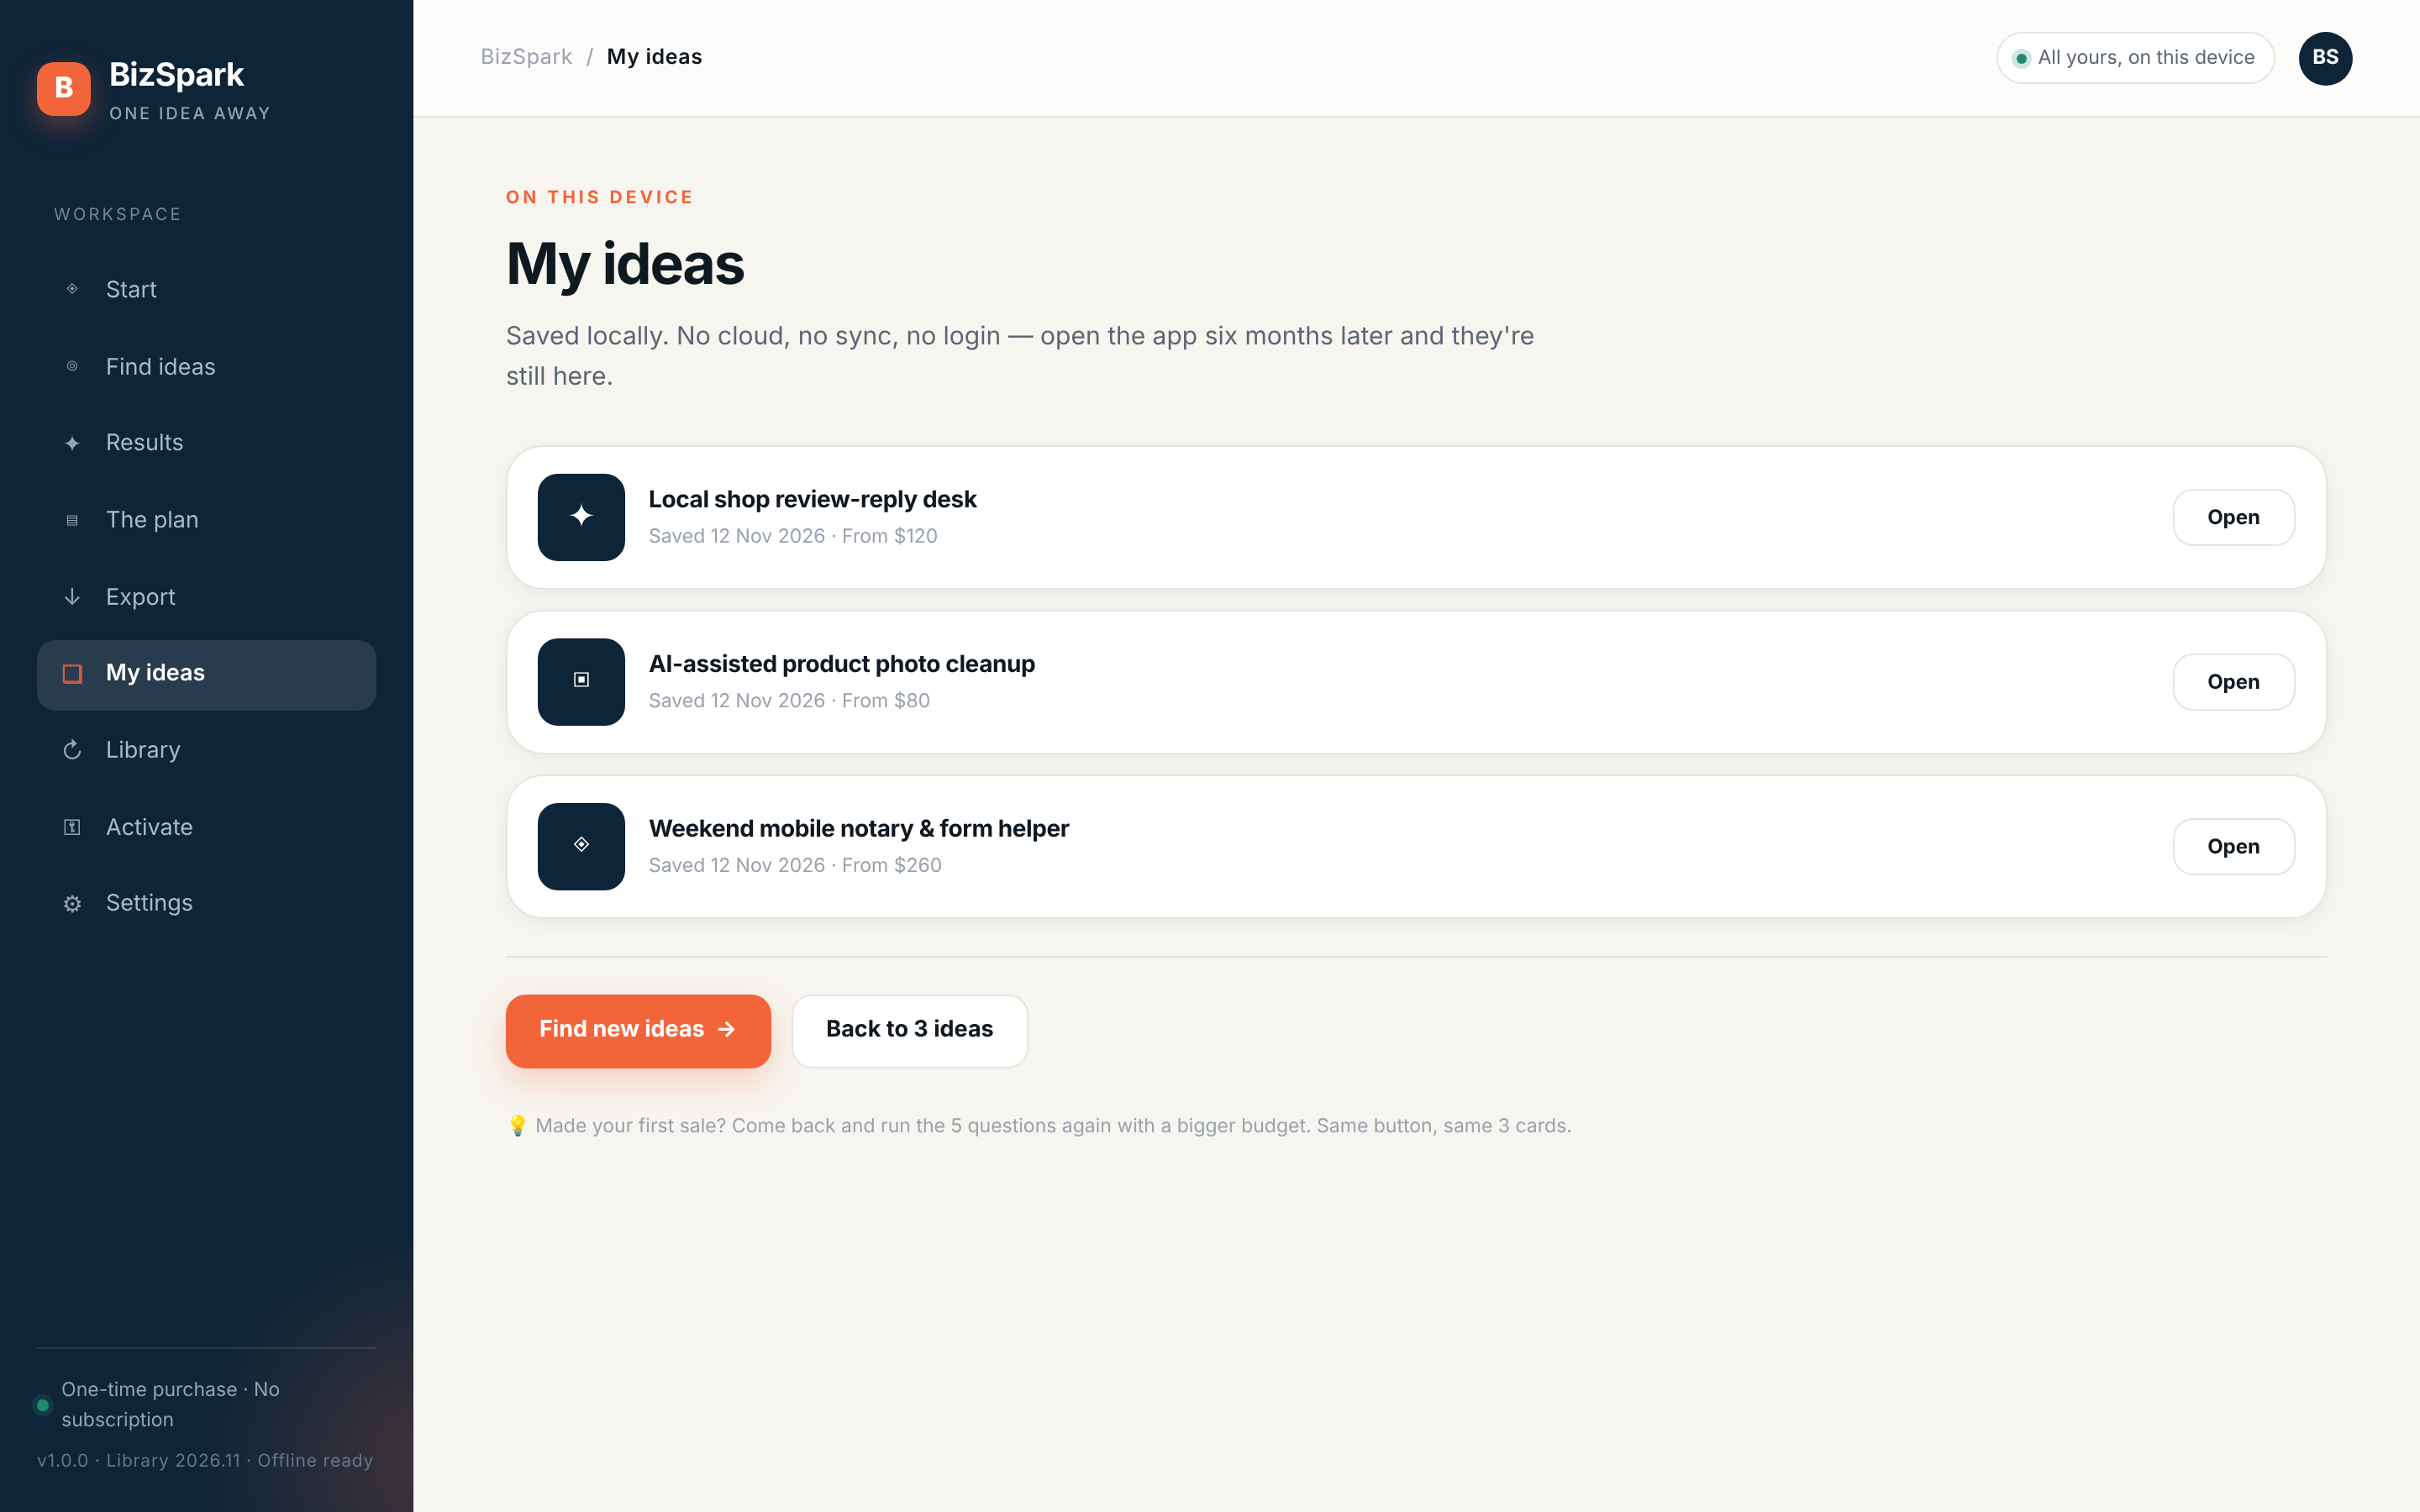 B
BizSpark
ONE IDEA AWAY
WORKSPACE
Start
Find ideas
Results
The plan
Export
My ideas
Library
Activate
Settings
One-time purchase · No
subscription
v1.0.0 · Library 2026.11 · Offline ready
BizSpark / My ideas
All yours, on this device
BS
ON THIS DEVICE
My ideas
Saved locally. No cloud, no sync, no login — open the app six months later and they're
still here.
Local shop review-reply desk
Saved 12 Nov 2026 · From $120
Open
AI-assisted product photo cleanup
Saved 12 Nov 2026 · From $80
Open
Weekend mobile notary & form helper
Saved 12 Nov 2026 · From $260
Open
Find new ideas →
Back to 3 ideas
💡 Made your first sale? Come back and run the 5 questions again with a bigger budget. Same button, same 3 cards.